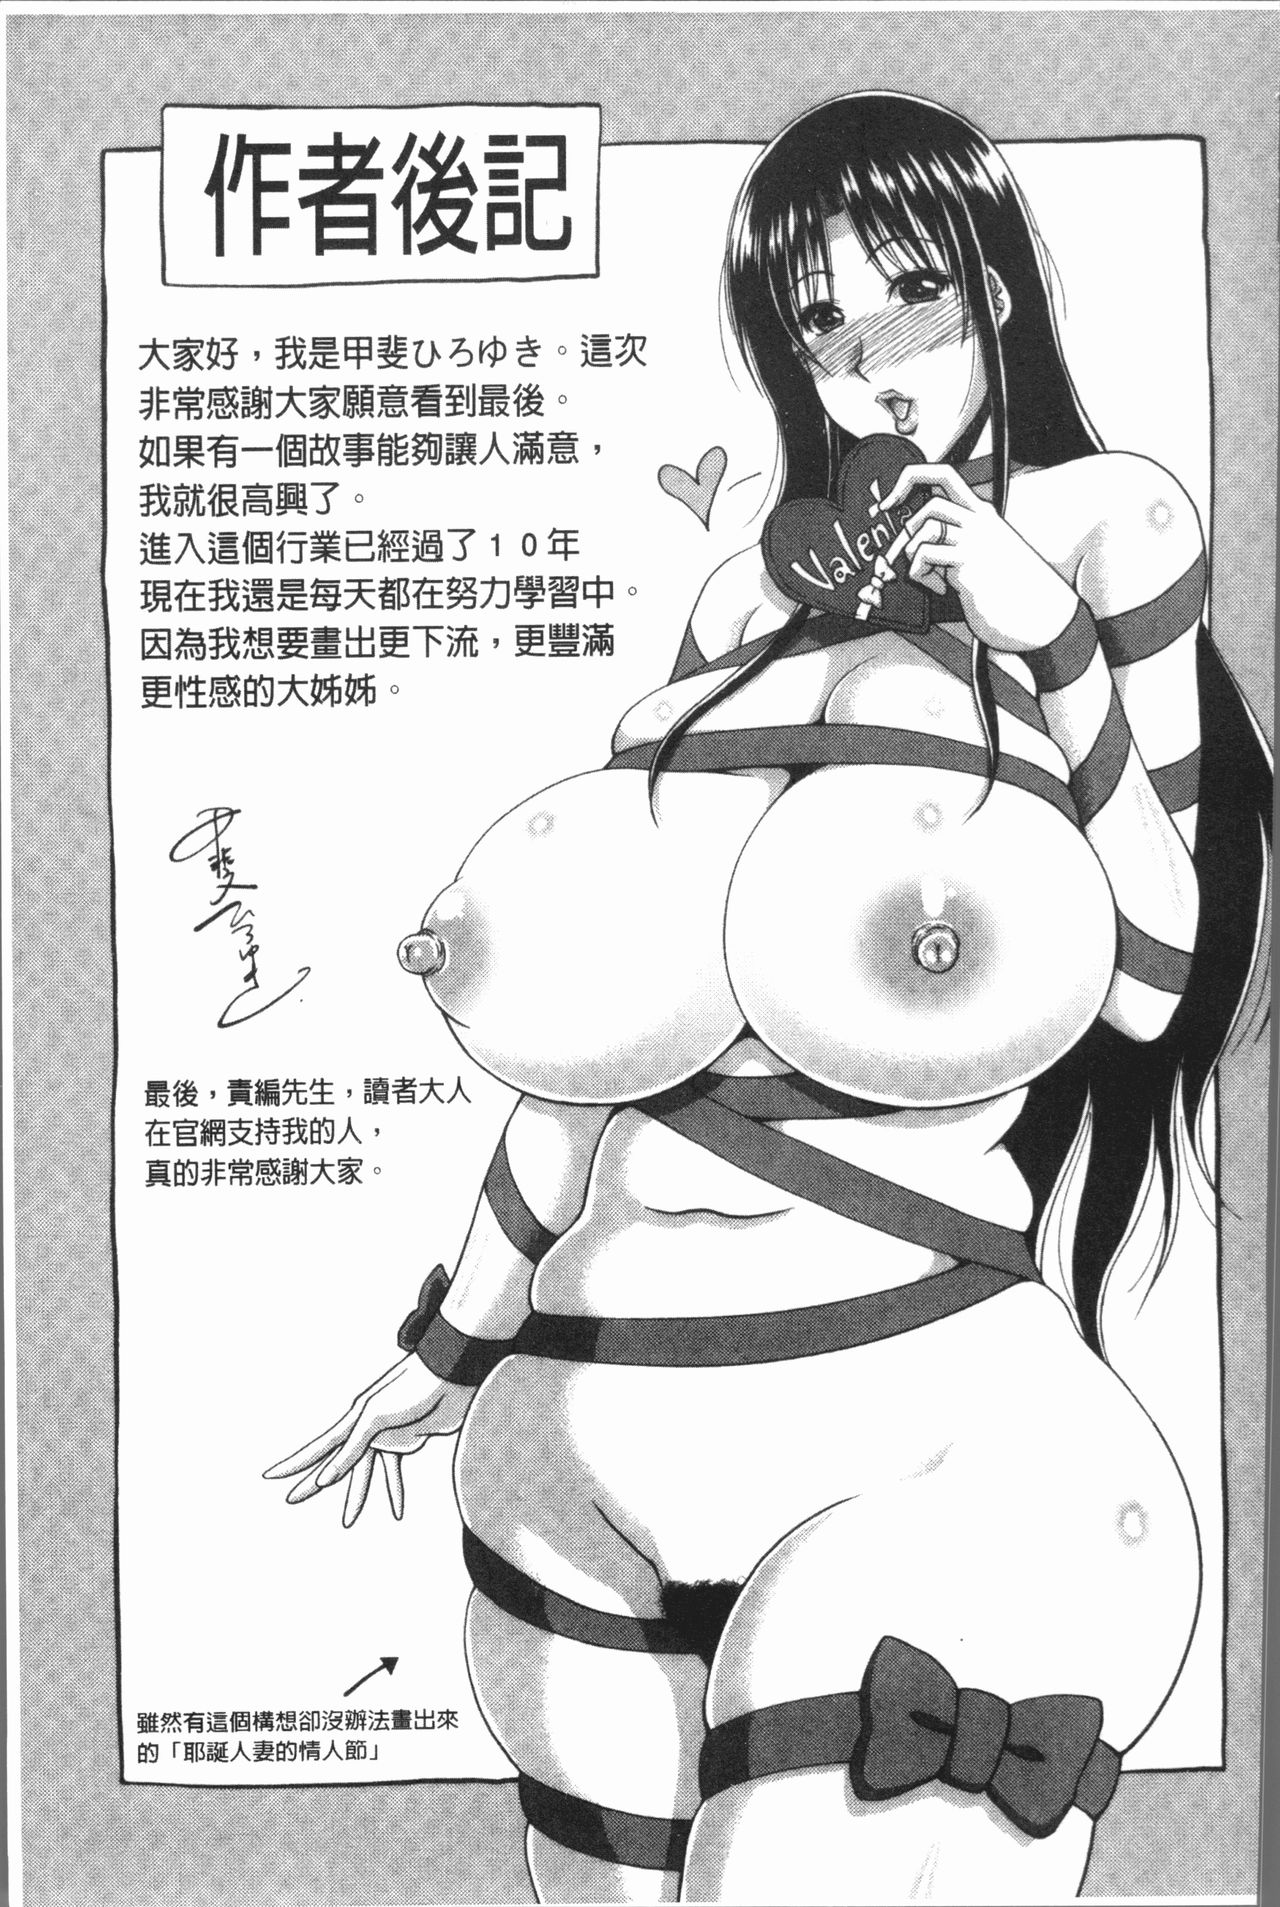 作者後記
大家好，我是甲斐ひろゆき。這次
非常感謝大家願意看到最後。
如果有一個故事能夠讓人滿意，
我就很高興了。
進入這個行業已經過了１０年
現在我還是每天都在努力學習中。
因為我想要畫出更下流，更豐滿
更性感的大姊姊。
Valenti
甲斐ひろゆき
最後，責編先生，讀者大人
在官網支持我的人，
真的非常感謝大家。
雖然有這個構想卻沒辦法畫出來
的「耶誕人妻的情人節」